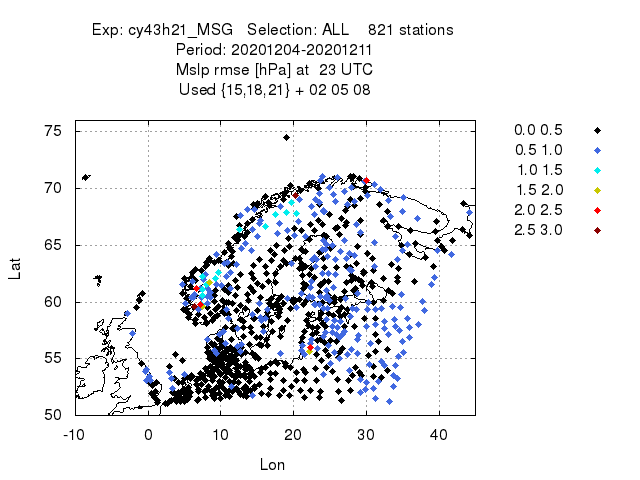 Exp: cy43h21_MSG   Selection: ALL    821 stations
Period: 20201204-20201211
Mslp rmse [hPa] at  23 UTC
Used {15,18,21} + 02 05 08
75
70
65
60
55
50
-10 0 10 20 30 40
Lat
Lon
0.0 0.5
0.5 1.0
1.0 1.5
1.5 2.0
2.0 2.5
2.5 3.0